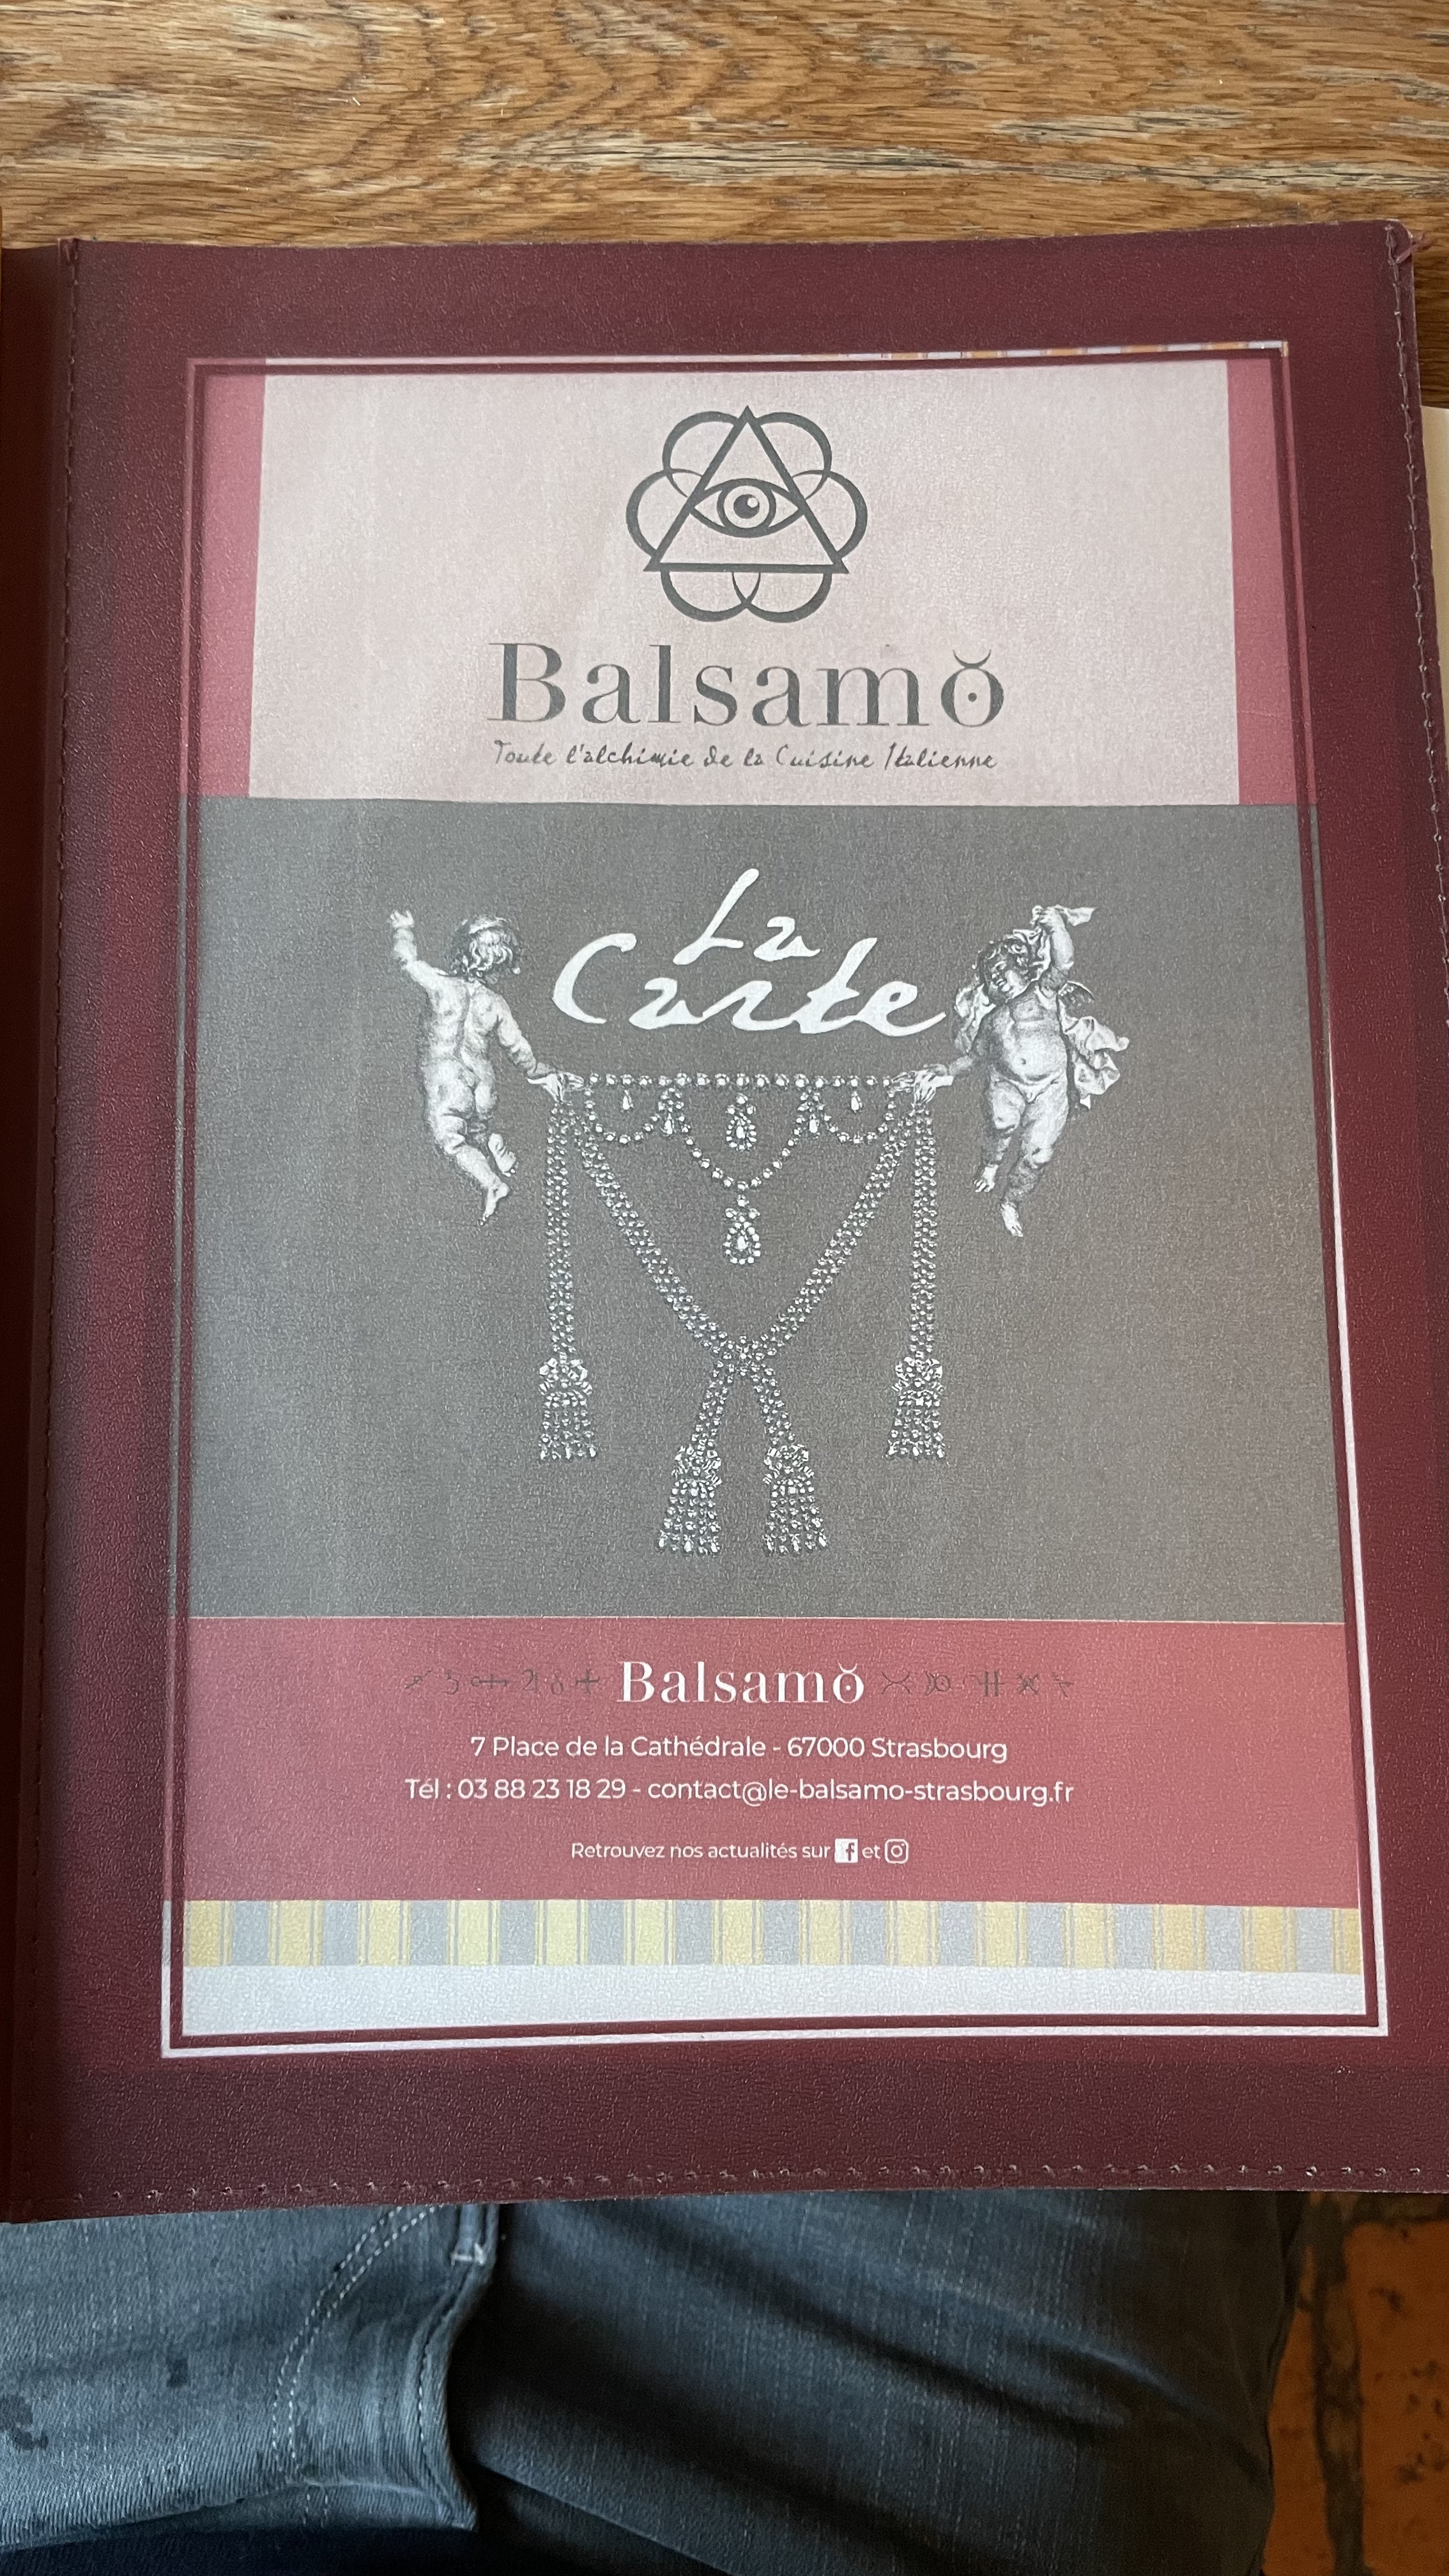 Balsamo
Toute l'alchimie de la Cuisine Italienne
La
Carte
Balsamo
7 Place de la Cathédrale - 67000 Strasbourg
Tél : 03 88 23 18 29 - contact@le-balsamo-strasbourg.fr
Retrouvez nos actualités sur f et